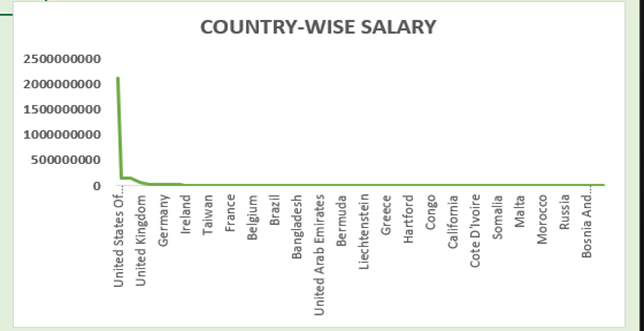 COUNTRY-WISE SALARY
2500000000
2000000000
1500000000
1000000000
500000000
0
United States Of...
United Kingdom
Germany
Ireland
Taiwan
France
Belgium
Brazil
Bangladesh
United Arab Emirates
Bermuda
Liechtenstein
Greece
Hartford
Congo
California
Cote D'Ivoire
Somalia
Malta
Morocco
Russia
Bosnia And...